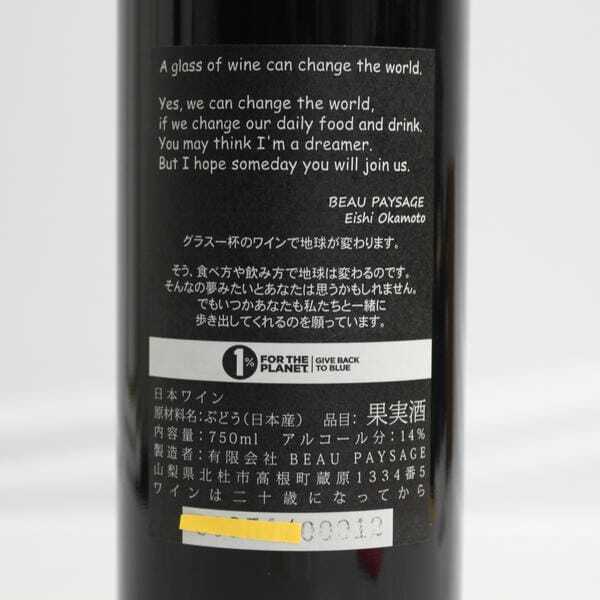 A glass of wine can change the world.
Yes, we can change the world,
if we change our daily food and drink.
You may think I'm a dreamer.
But I hope someday you will join us.
BEAU PAYSAGE
Eishi Okamoto
グラス一杯のワインで地球が変わります。
そう、食べ方や飲み方で地球は変わるのです。
そんなの夢みたいとあなたは思うかもしれません。
でもいつかあなたも私たちと一緒に
歩き出してくれるのを願っています。
1% FOR THE PLANET. GIVE BACK TO BLUE
日本ワイン
原材料名:ぶどう(日本産) 品目: 果実酒
内容量:750ml アルコール分:14%
製造者:有限会社 BEAU PAYSAGE
山梨県北杜市高根町蔵原1334番5
ワインは二十歳になってから